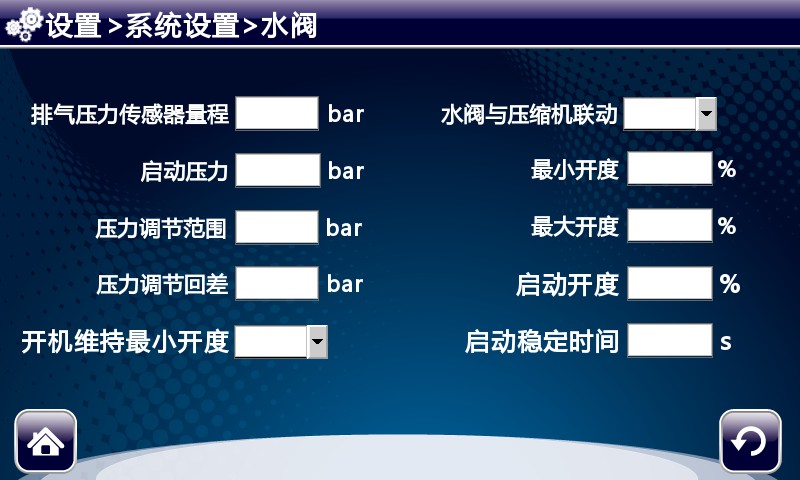 设置>系统设置>水阀
排气压力传感器量程 bar
水阀与压缩机联动
启动压力 bar
最小开度 %
压力调节范围 bar
最大开度 %
压力调节回差 bar
启动开度 %
开机维持最小开度
启动稳定时间 s